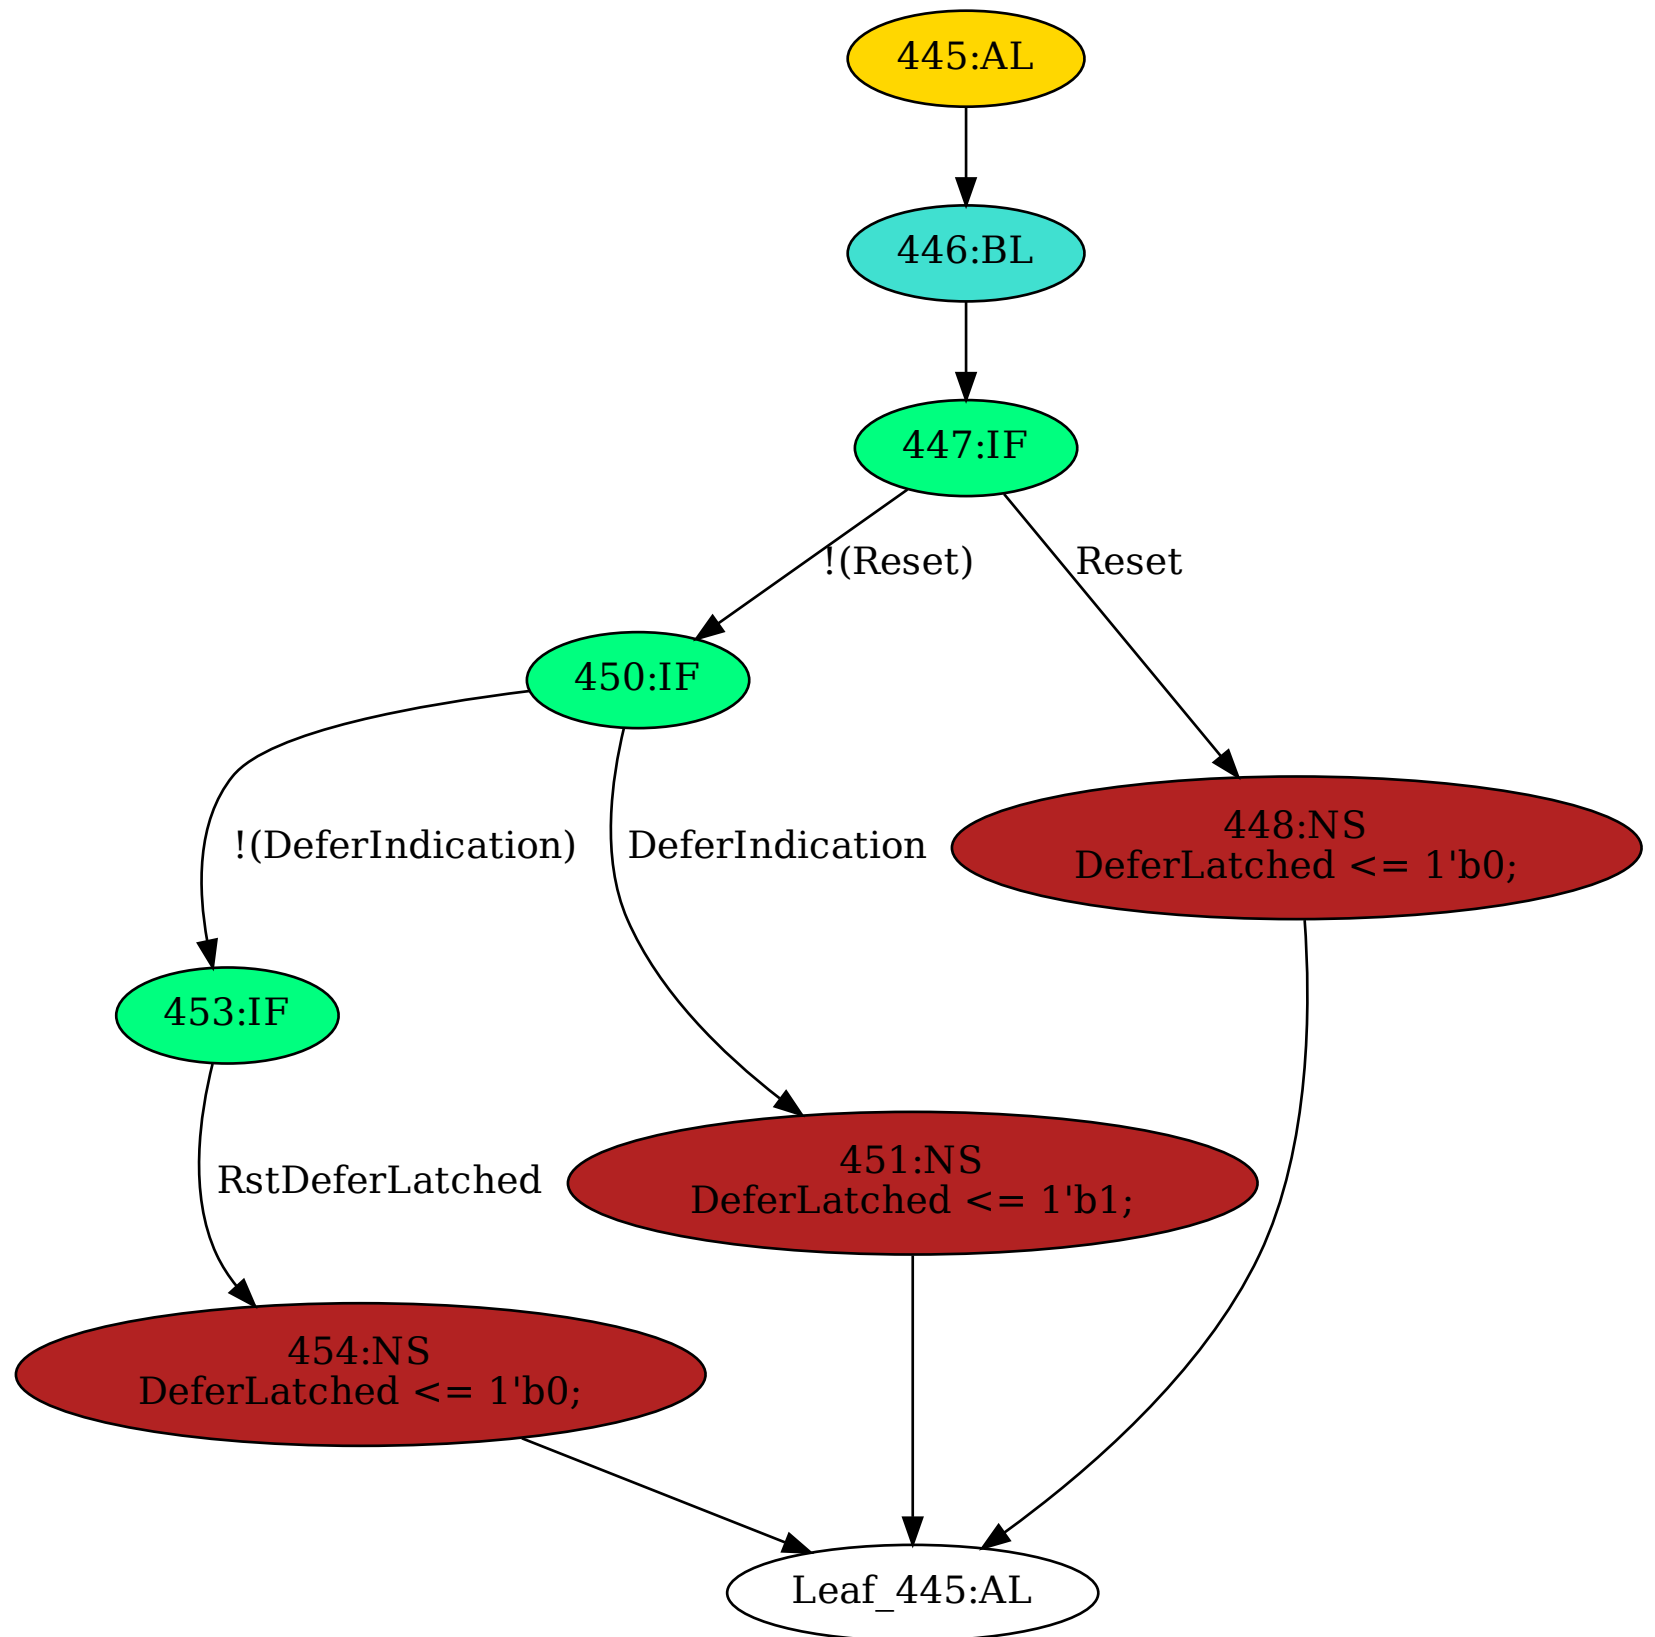 445:AL
446:BL
447:IF
!(Reset)
Reset
450:IF
!(DeferIndication)
DeferIndication
448:NS
DeferLatched <= 1'b0;
453:IF
RstDeferLatched
451:NS
DeferLatched <= 1'b1;
454:NS
DeferLatched <= 1'b0;
Leaf_445:AL